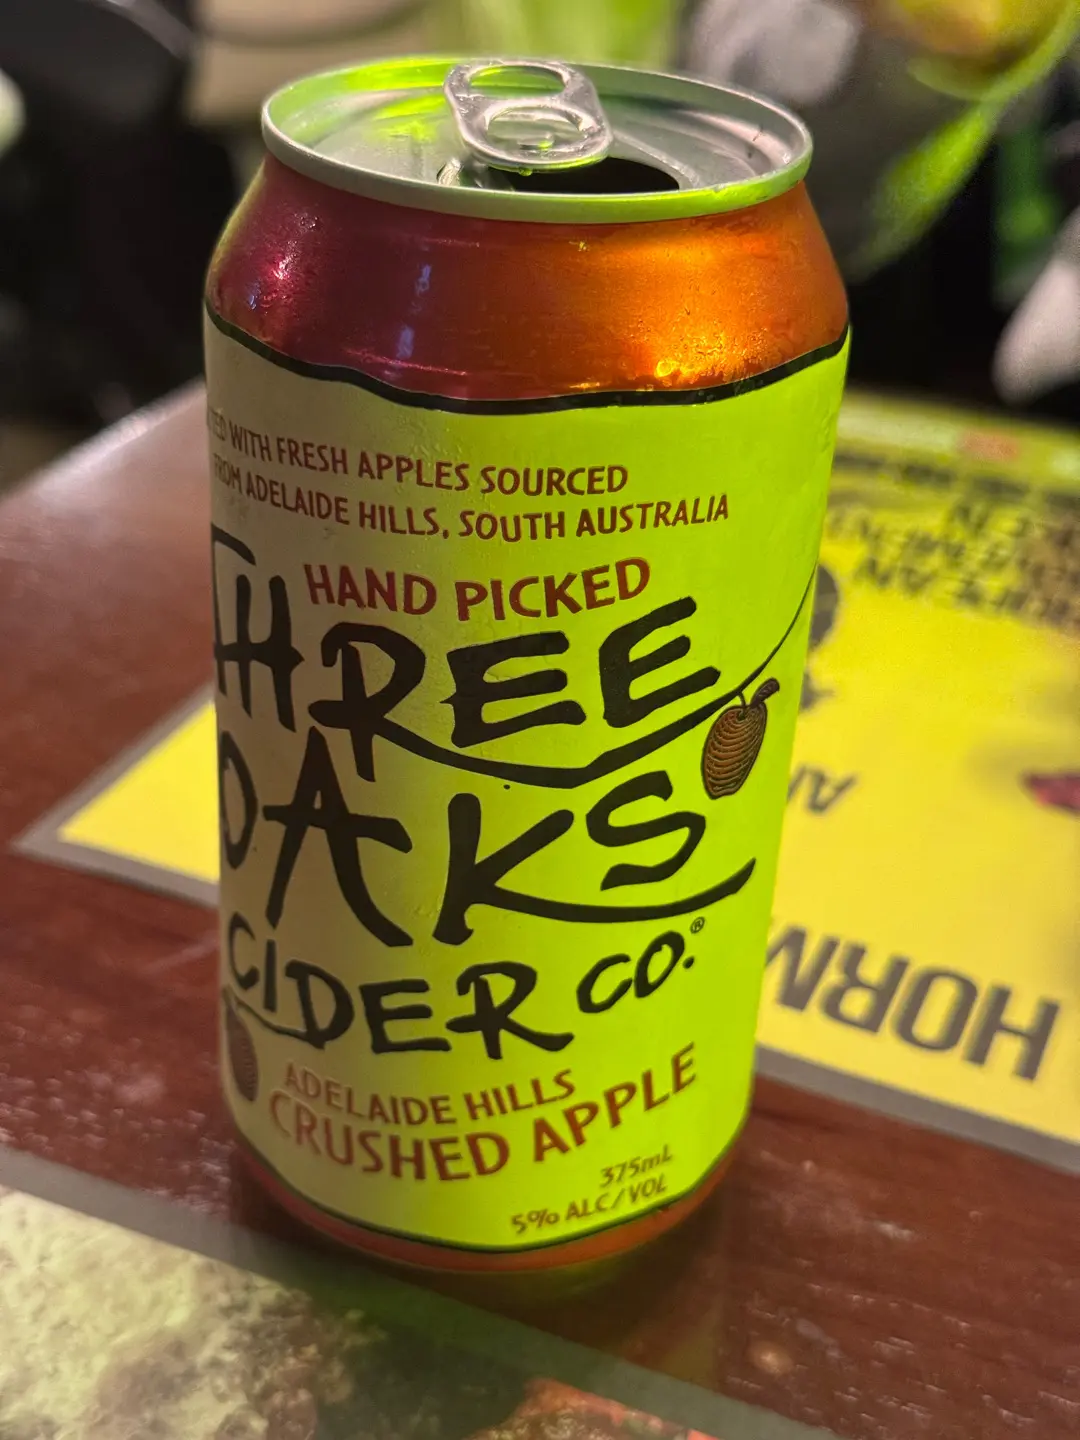 WITH FRESH APPLES SOURCED
FROM ADELAIDE HILLS, SOUTH AUSTRALIA
HAND PICKED
THREE
OAKS
CIDER CO.®
ADELAIDE HILLS
CRUSHED APPLE
375mL
5% ALC/VOL
HORN